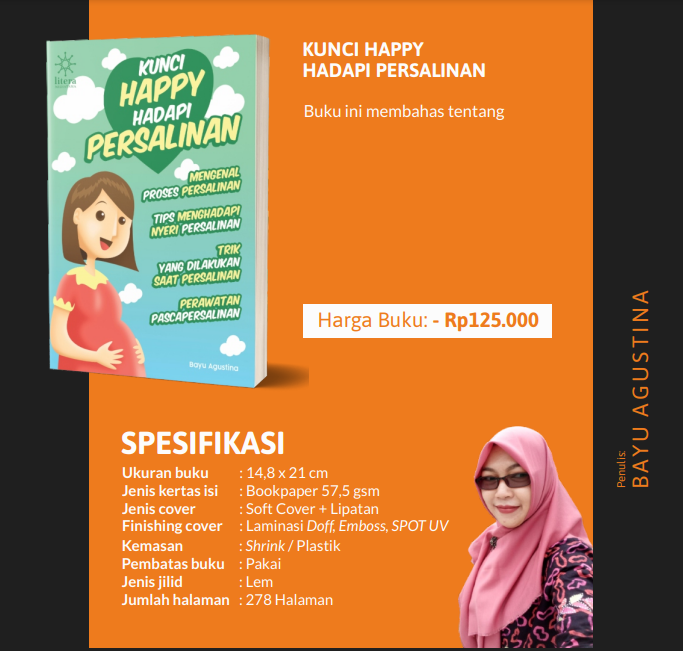 litera
KUNCI
HAPPY
HADAPI
PERSALINAN
MENGENAL
PROSES PERSALINAN
TIPS MENGHADAPI
NYERI PERSALINAN
TRIK
YANG DILAKUKAN
SAAT PERSALINAN
PERAWATAN
PASCAPERSALINAN
Bayu Agustina
KUNCI HAPPY
HADAPI PERSALINAN
Buku ini membahas tentang
Harga Buku: - Rp125.000
SPESIFIKASI
Ukuran buku : 14,8 x 21 cm
Jenis kertas isi : Bookpaper 57,5 gsm
Jenis cover : Soft Cover + Lipatan
Finishing cover : Laminasi Doff, Emboss, SPOT UV
Kemasan : Shrink / Plastik
Pembatas buku : Pakai
Jenis jilid : Lem
Jumlah halaman : 278 Halaman
Penulis:
BAYU AGUSTINA